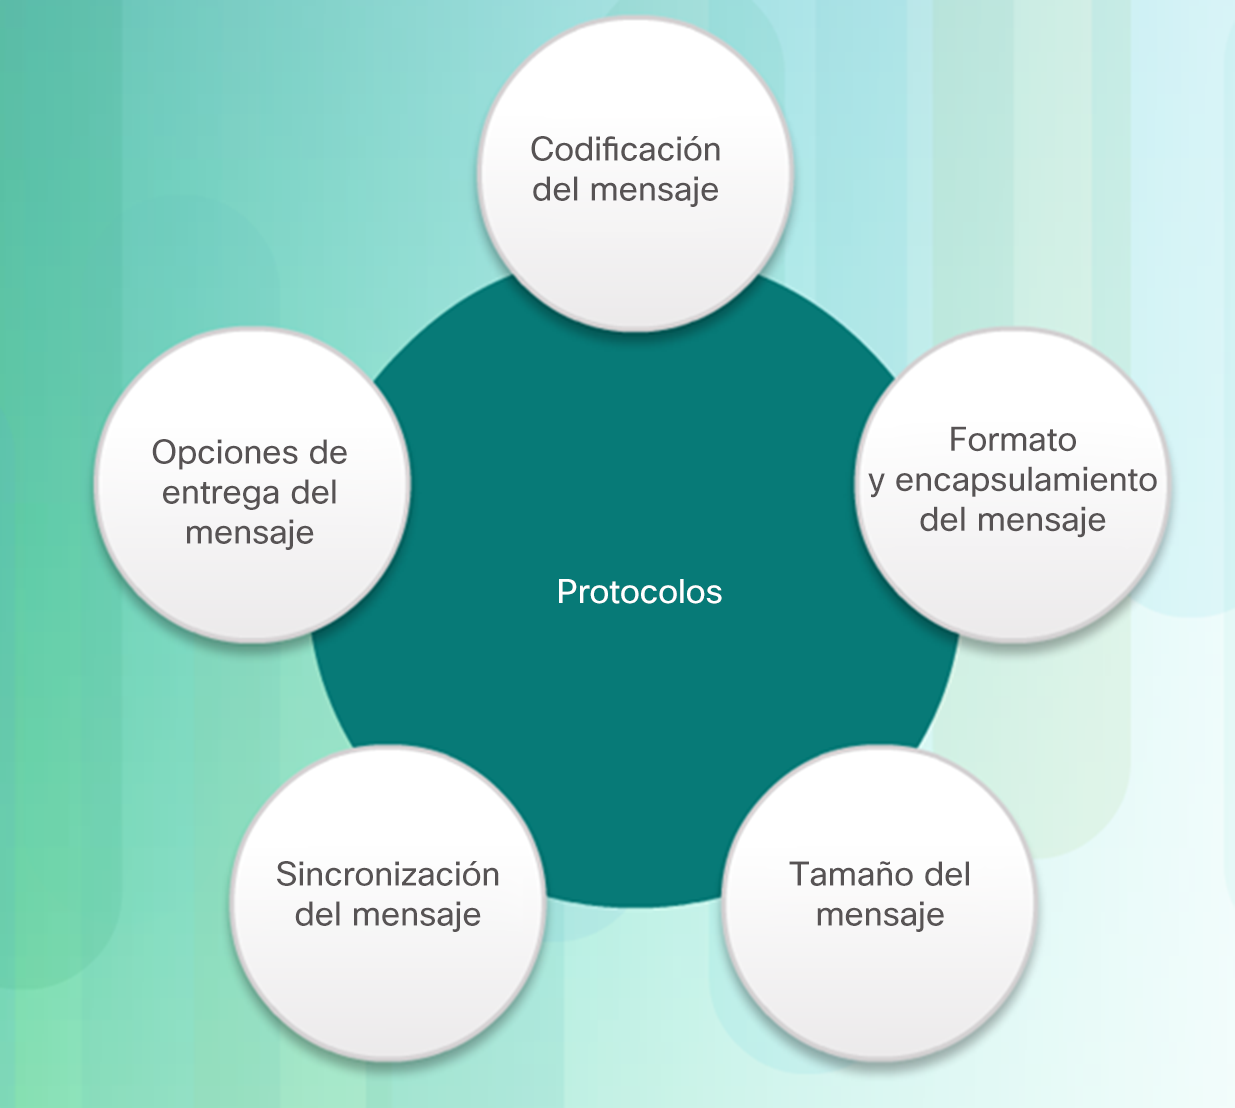 Codificación
del mensaje
Opciones de
entrega del
mensaje
Formato
y encapsulamiento
del mensaje
Protocolos
Sincronización
del mensaje
Tamaño del
mensaje